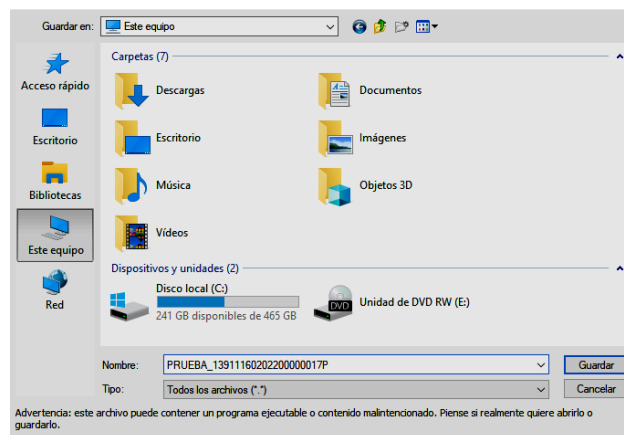 Guardar en: Este equipo
Acceso rápido
Escritorio
Bibliotecas
Este equipo
Red
Carpetas (7)
Descargas
Documentos
Escritorio
Imágenes
Música
Objetos 3D
Vídeos
Dispositivos y unidades (2)
Disco local (C:)
241 GB disponibles de 465 GB
DVD
Unidad de DVD RW (E:)
Nombre: PRUEBA_13911160202200000017P Guardar
Tipo: Todos los archivos (*.*) Cancelar
Advertencia: este archivo puede contener un programa ejecutable o contenido malintencionado. Piense si realmente quiere abrirlo o
guardarlo.